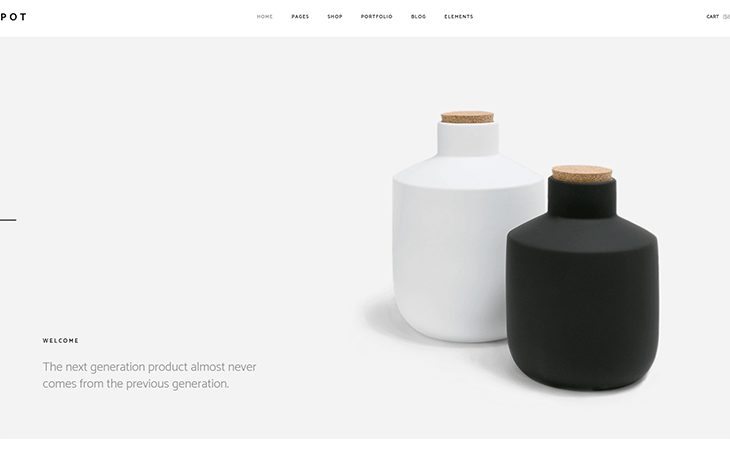 POT
HOME PAGES SHOP PORTFOLIO BLOG ELEMENTS
CART
WELCOME
The next generation product almost never
comes from the previous generation.